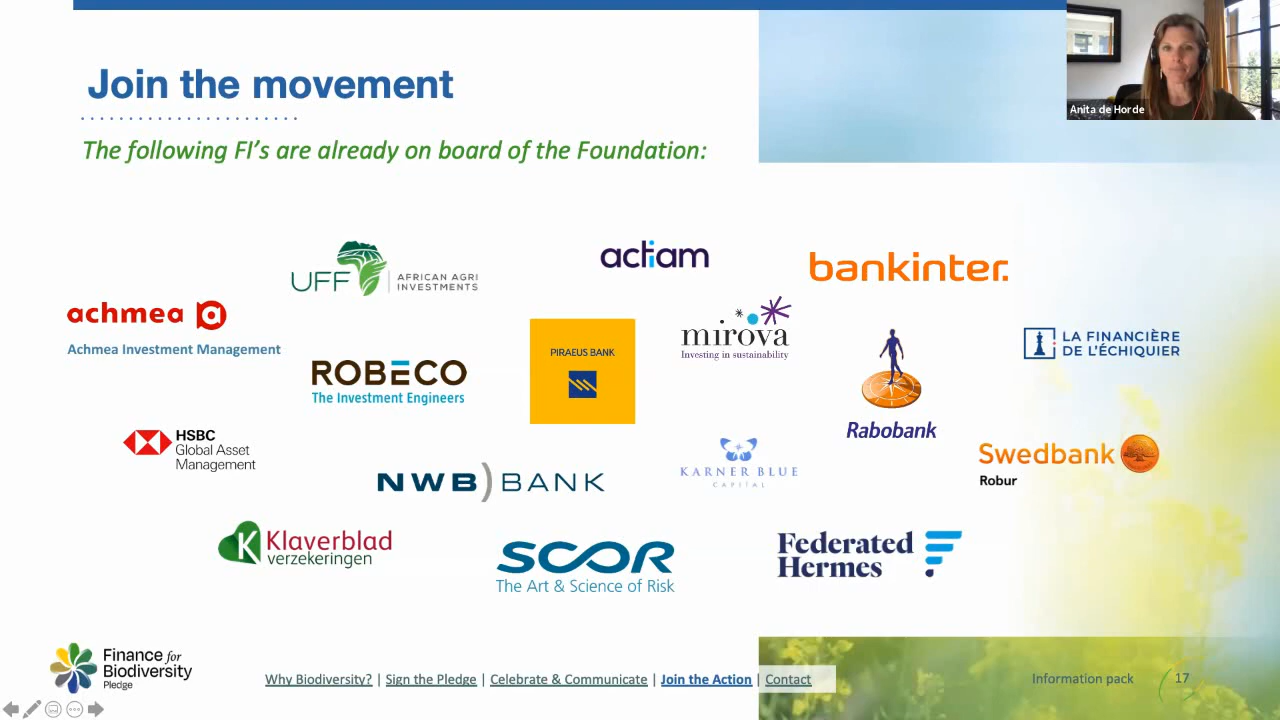 Join the movement
Anita de Horde
The following FI's are already on board of the Foundation:
UFF
AFRICAN AGRI
INVESTMENTS
actiam
bankinter.
achmea
Achmea Investment Management
mirova
Investing in sustainability
LA FINANCIÈRE
DE L'ÉCHIQUIER
ROBECO
The Investment Engineers
PIRAEUS BANK
Rabobank
HSBC
Global Asset
Management
NWB)BANK
KARNER BLUE
CAPITAL
Swedbank
Robur
Klaverblad
verzekeringen
SCOR
The Art & Science of Risk
Federated
Hermes
Finance for
Biodiversity
Pledge
Why Biodiversity? | Sign the Pledge | Celebrate & Communicate | Join the Action | Contact
Information pack
17